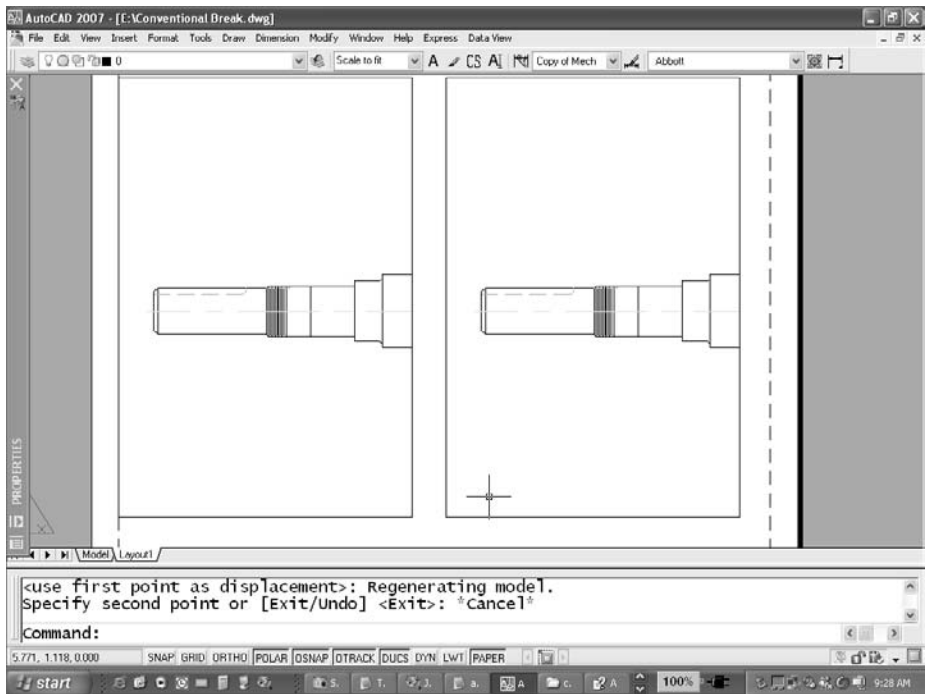 AutoCAD 2007 - [E:\Conventional Break.dwg]
File Edit View Insert Format Tools Draw Dimension Modify Window Help Express Data View
0 Scale to fit A CS A Copy of Mech Abbott
PROPERTIES
Model Layout1
<use first point as displacement>: Regenerating model.
Specify second point or [Exit/Undo] <Exit>: *Cancel*
Command:
5.771, 1.118, 0.000 SNAP GRID ORTHO POLAR OSNAP OTRACK DUCS DYN LWT PAPER
start S. T. J. a. A c. A 100% 9:28 AM